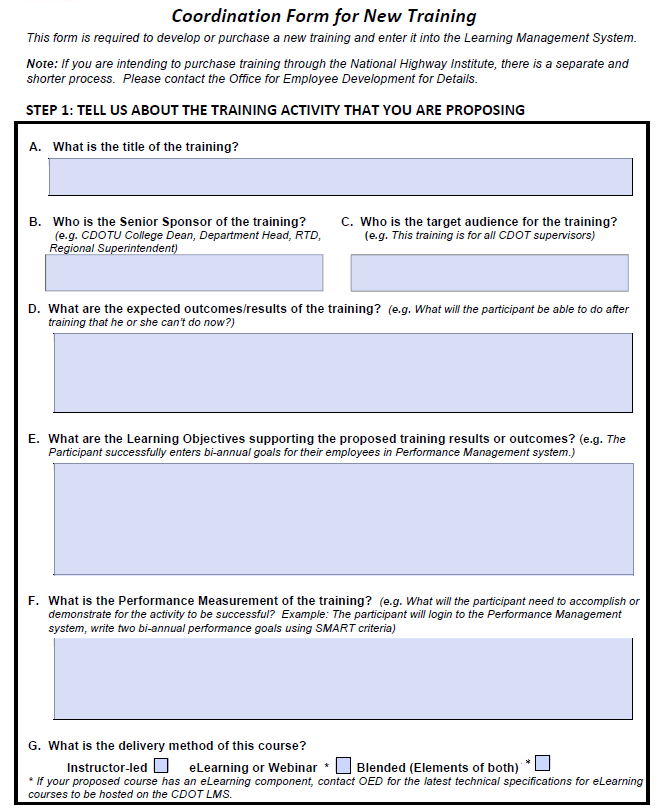 Coordination Form for New Training
This form is required to develop or purchase a new training and enter it into the Learning Management System.
Note: If you are intending to purchase training through the National Highway Institute, there is a separate and
shorter process. Please contact the Office for Employee Development for Details.
STEP 1: TELL US ABOUT THE TRAINING ACTIVITY THAT YOU ARE PROPOSING
A. What is the title of the training?
B. Who is the Senior Sponsor of the training?
(e.g. CDOTU College Dean, Department Head, RTD,
Regional Superintendent)
C. Who is the target audience for the training?
(e.g. This training is for all CDOT supervisors)
D. What are the expected outcomes/results of the training? (e.g. What will the participant be able to do after
training that he or she can't do now?)
E. What are the Learning Objectives supporting the proposed training results or outcomes? (e.g. The
Participant successfully enters bi-annual goals for their employees in Performance Management system.)
F. What is the Performance Measurement of the training? (e.g. What will the participant need to accomplish or
demonstrate for the activity to be successful? Example: The participant will login to the Performance Management
system, write two bi-annual performance goals using SMART criteria)
G. What is the delivery method of this course?
Instructor-led eLearning or Webinar * Blended (Elements of both) *
* If your proposed course has an eLearning component, contact OED for the latest technical specifications for eLearning
courses to be hosted on the CDOT LMS.